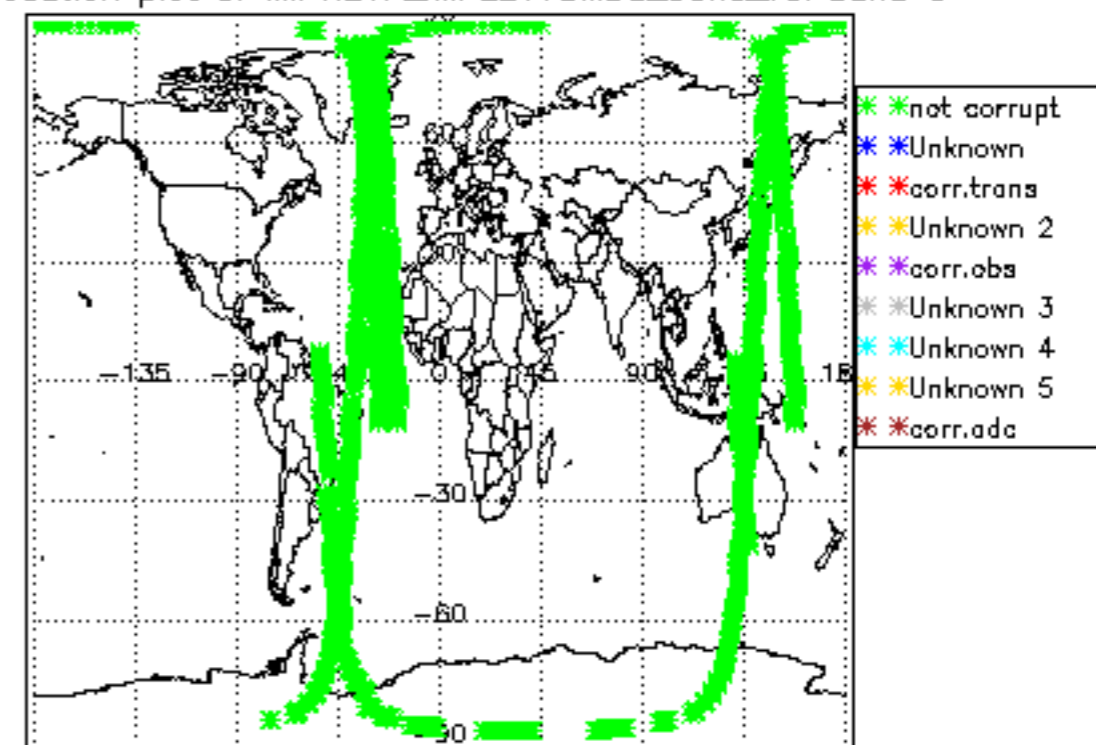 60
-135
-90
0
45
90
-30
-60
-90
not corrupt
Unknown
corr.trans
Unknown 2
corr.obs
Unknown 3
Unknown 4
Unknown 5
corr.adc